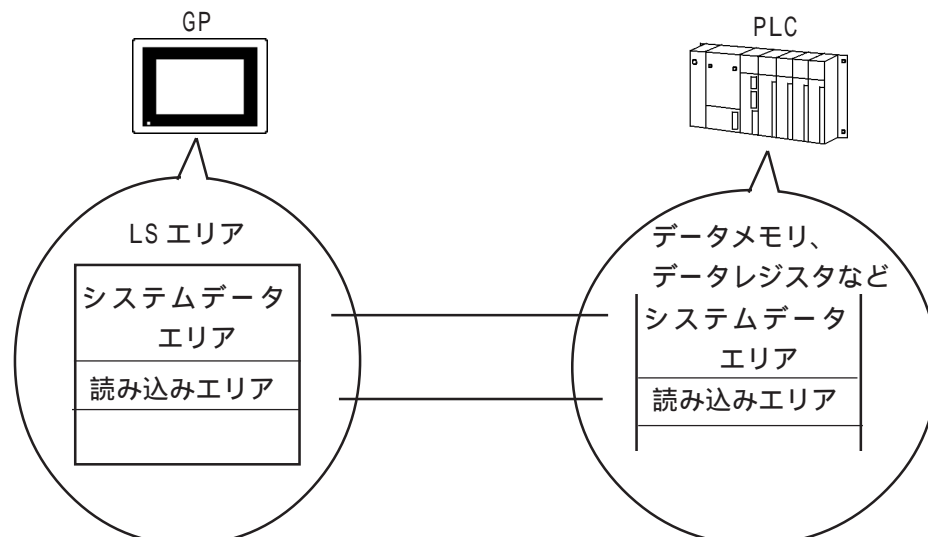 GP
PLC
LSエリア
システムデータ
エリア
読み込みエリア
データメモリ、
データレジスタなど
システムデータ
エリア
読み込みエリア